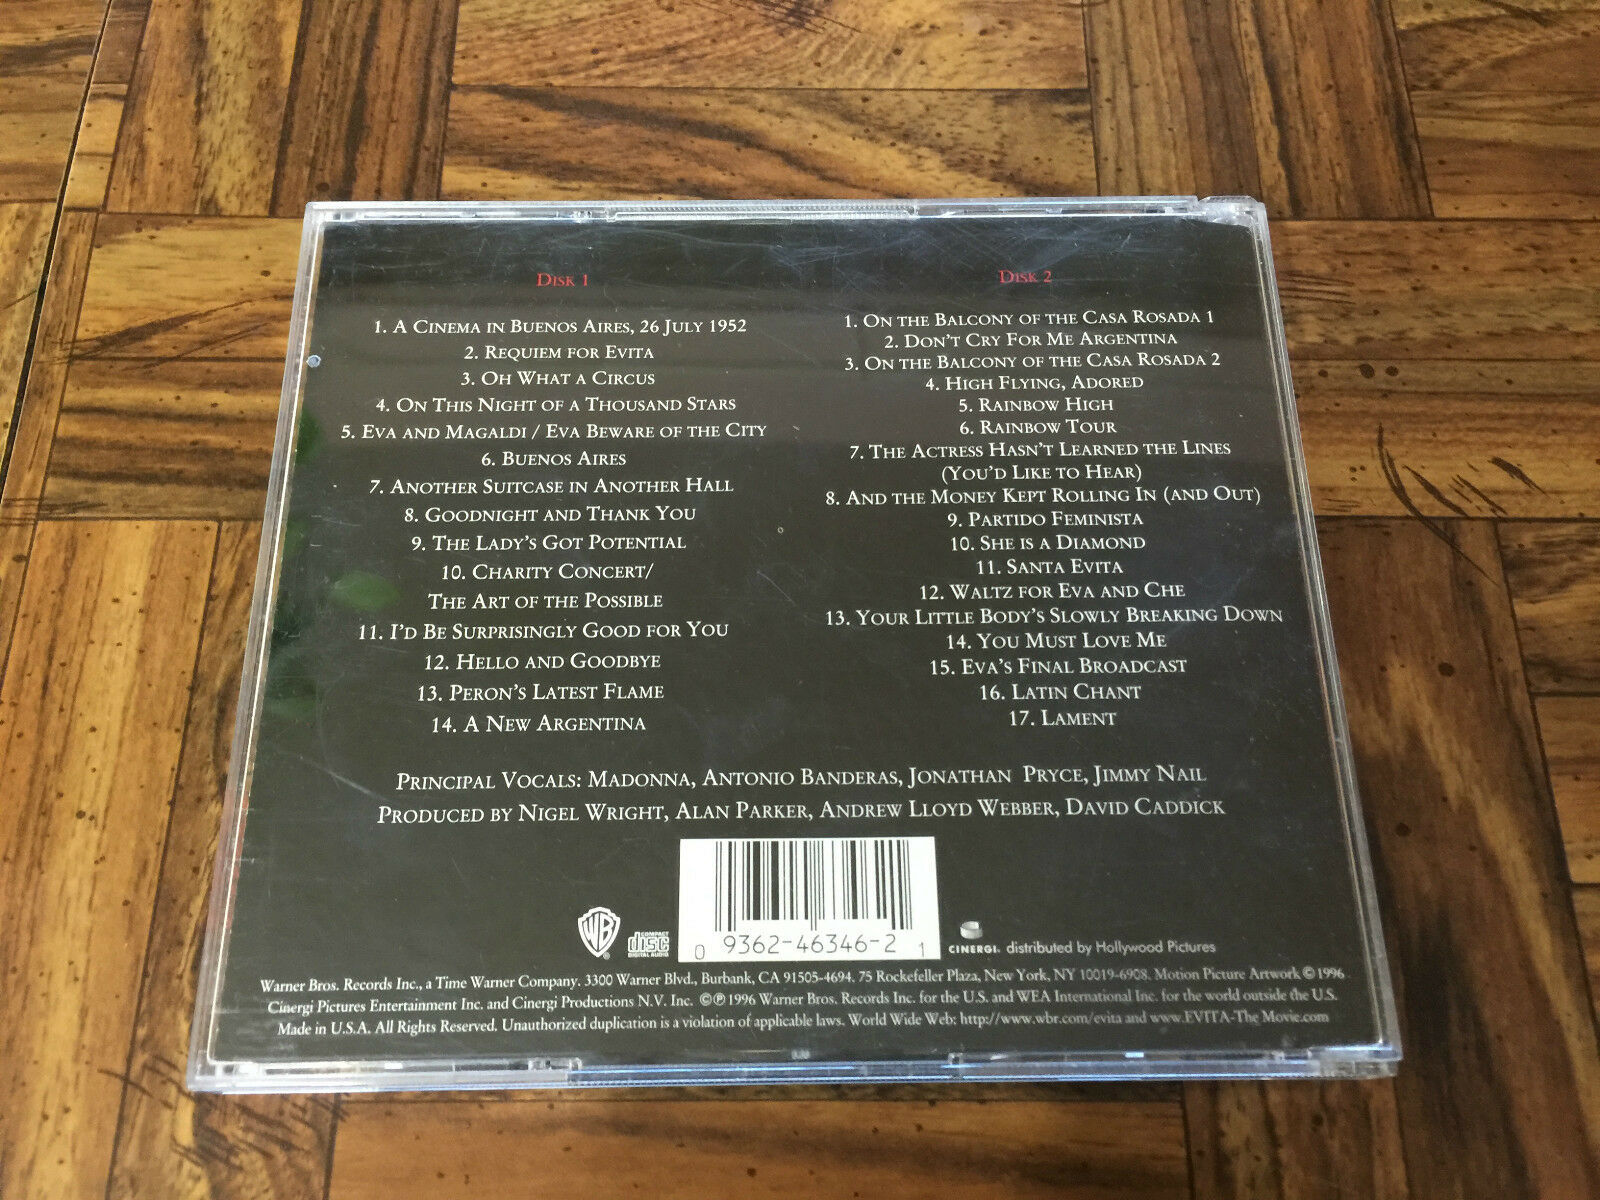 Disk 1
1. A Cinema in Buenos Aires, 26 July 1952
2. Requiem for Evita
3. Oh What a Circus
4. On This Night of a Thousand Stars
5. Eva and Magaldi / Eva Beware of the City
6. Buenos Aires
7. Another Suitcase in Another Hall
8. Goodnight and Thank You
9. The Lady's Got Potential
10. Charity Concert/
The Art of the Possible
11. I'd Be Surprisingly Good for You
12. Hello and Goodbye
13. Peron's Latest Flame
14. A New Argentina
Disk 2
1. On the Balcony of the Casa Rosada 1
2. Don't Cry For Me Argentina
3. On the Balcony of the Casa Rosada 2
4. High Flying, Adored
5. Rainbow High
6. Rainbow Tour
7. The Actress Hasn't Learned the Lines
(You'd Like to Hear)
8. And the Money Kept Rolling In (and Out)
9. Partido Feminista
10. She is a Diamond
11. Santa Evita
12. Waltz for Eva and Che
13. Your Little Body's Slowly Breaking Down
14. You Must Love Me
15. Eva's Final Broadcast
16. Latin Chant
17. Lament
Principal Vocals: Madonna, Antonio Banderas, Jonathan Pryce, Jimmy Nail
Produced by Nigel Wright, Alan Parker, Andrew Lloyd Webber, David Caddick
WB
COMPACT
disc
DIGITAL AUDIO
0 9362-46346-2 1
CINERGI. distributed by Hollywood Pictures
Warner Bros. Records Inc., a Time Warner Company. 3300 Warner Blvd., Burbank, CA 91505-4694. 75 Rockefeller Plaza, New York, NY 10019-6908. Motion Picture Artwork © 1996
Cinergi Pictures Entertainment Inc. and Cinergi Productions N.V. Inc. ©℗ 1996 Warner Bros. Records Inc. for the U.S. and WEA International Inc. for the world outside the U.S.
Made in U.S.A. All Rights Reserved. Unauthorized duplication is a violation of applicable laws. World Wide Web: http://www.wbr.com/evita and www.EVITA-The Movie.com